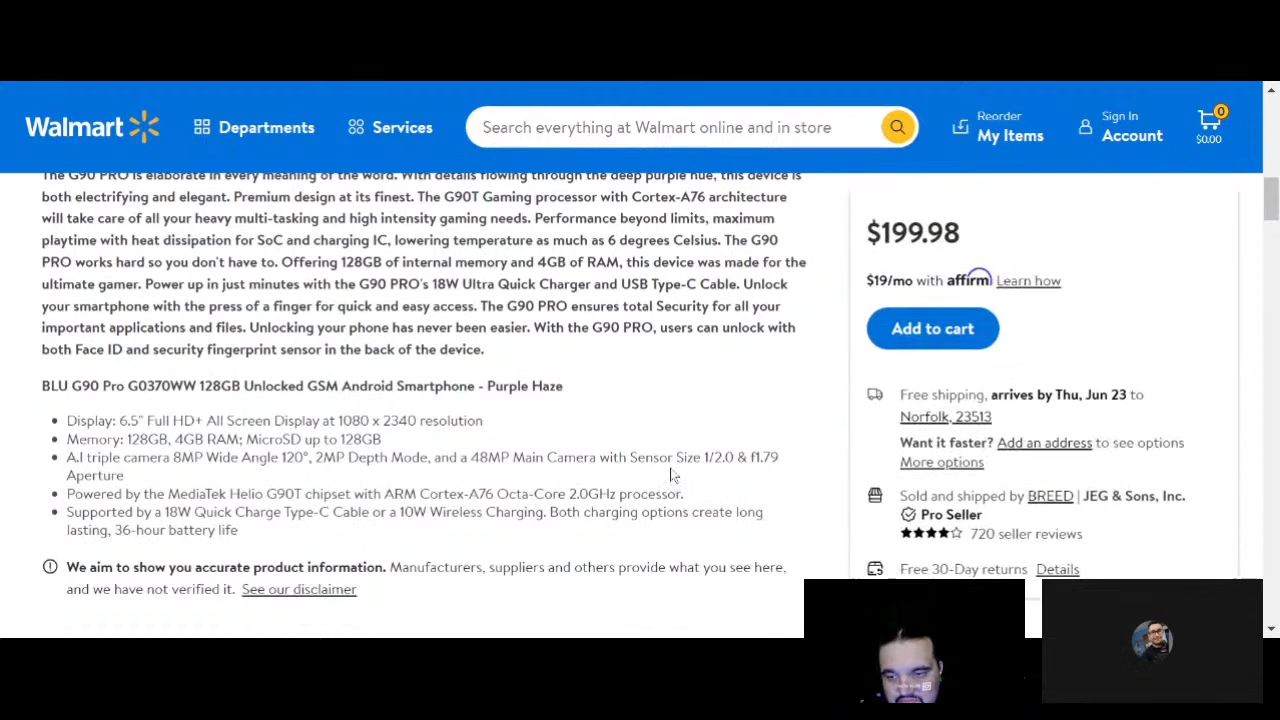 Walmart
Departments
Services
Search everything at Walmart online and in store
Reorder
My Items
Sign In
Account
0
$0.00
The G90 PRO is elaborate in every meaning of the word. With details flowing through the deep purple hue, this device is
both electrifying and elegant. Premium design at its finest. The G90T Gaming processor with Cortex-A76 architecture
will take care of all your heavy multi-tasking and high intensity gaming needs. Performance beyond limits, maximum
playtime with heat dissipation for SoC and charging IC, lowering temperature as much as 6 degrees Celsius. The G90
PRO works hard so you don't have to. Offering 128GB of internal memory and 4GB of RAM, this device was made for the
ultimate gamer. Power up in just minutes with the G90 PRO's 18W Ultra Quick Charger and USB Type-C Cable. Unlock
your smartphone with the press of a finger for quick and easy access. The G90 PRO ensures total Security for all your
important applications and files. Unlocking your phone has never been easier. With the G90 PRO, users can unlock with
both Face ID and security fingerprint sensor in the back of the device.
BLU G90 Pro G0370WW 128GB Unlocked GSM Android Smartphone - Purple Haze
Display: 6.5" Full HD+ All Screen Display at 1080 x 2340 resolution
Memory: 128GB, 4GB RAM; MicroSD up to 128GB
A.I triple camera 8MP Wide Angle 120°, 2MP Depth Mode, and a 48MP Main Camera with Sensor Size 1/2.0 & f1.79
Aperture
Powered by the MediaTek Helio G90T chipset with ARM Cortex-A76 Octa-Core 2.0GHz processor.
Supported by a 18W Quick Charge Type-C Cable or a 10W Wireless Charging. Both charging options create long
lasting, 36-hour battery life
We aim to show you accurate product information. Manufacturers, suppliers and others provide what you see here,
and we have not verified it. See our disclaimer
$199.98
$19/mo with affirm Learn how
Add to cart
Free shipping, arrives by Thu, Jun 23 to
Norfolk, 23513
Want it faster? Add an address to see options
More options
Sold and shipped by BREED | JEG & Sons, Inc.
Pro Seller
720 seller reviews
Free 30-Day returns Details